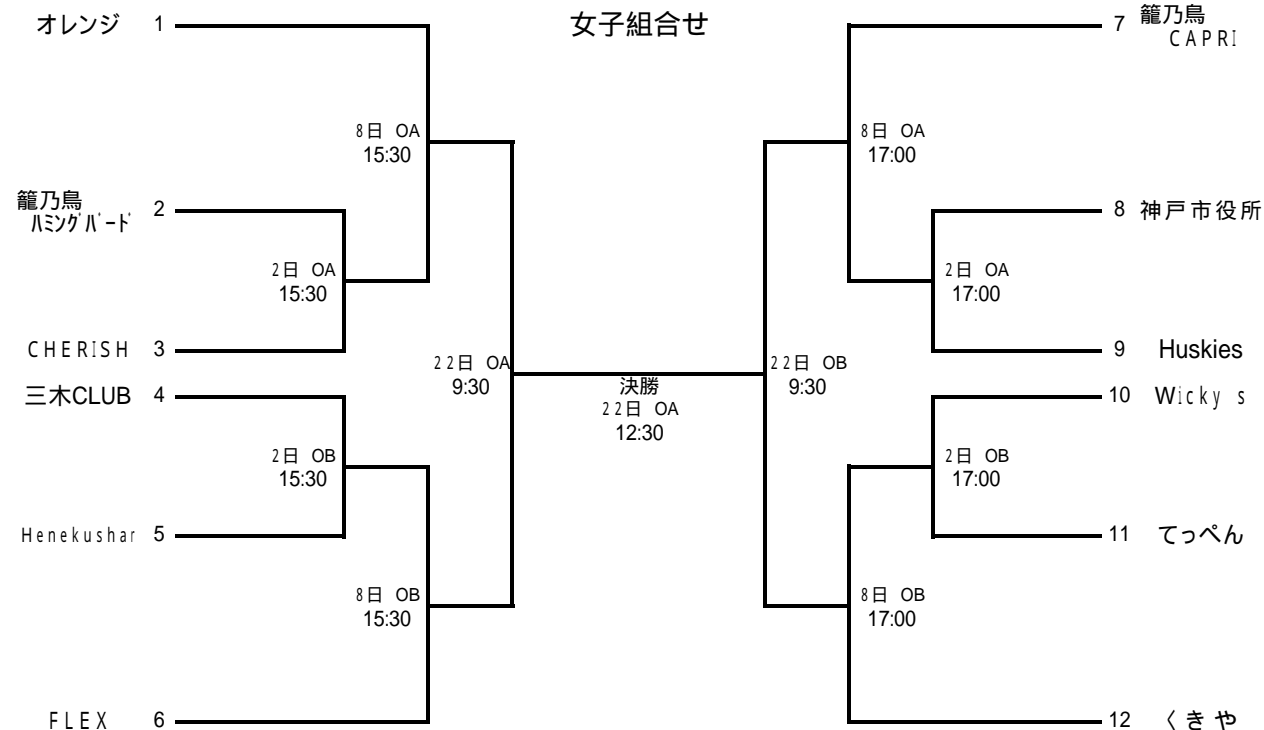 女子組合せ
オレンジ 1
8日 OA
15:30
籠乃鳥
ﾊﾐﾝｸﾞﾊﾞｰﾄﾞ 2
2日 OA
15:30
CHERISH 3
22日 OA
9:30
三木CLUB 4
2日 OB
15:30
Henekushar 5
8日 OB
15:30
FLEX 6
決勝
22日 OA
12:30
7 籠乃鳥
CAPRI
8日 OA
17:00
8 神戸市役所
2日 OA
17:00
9 Huskies
22日 OB
9:30
10 Wicky s
2日 OB
17:00
11 てっぺん
8日 OB
17:00
12 くきや